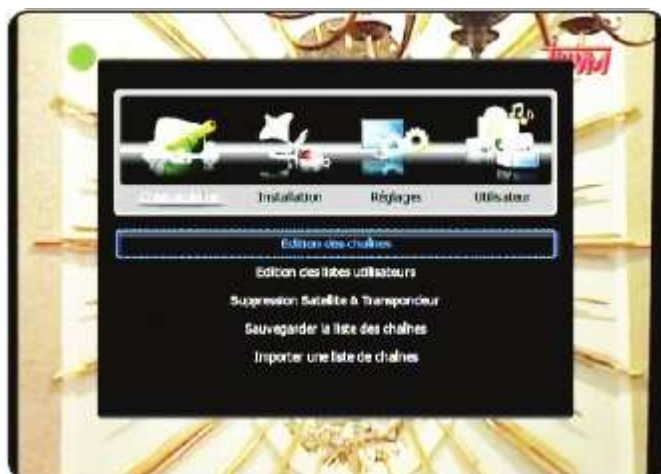 Installation
Réglages
Utilisateur
Edition des chaînes
Edition des listes utilisateurs
Suppression Satellite & Transpondeur
Sauvegarder la liste des chaînes
Importer une liste de chaînes